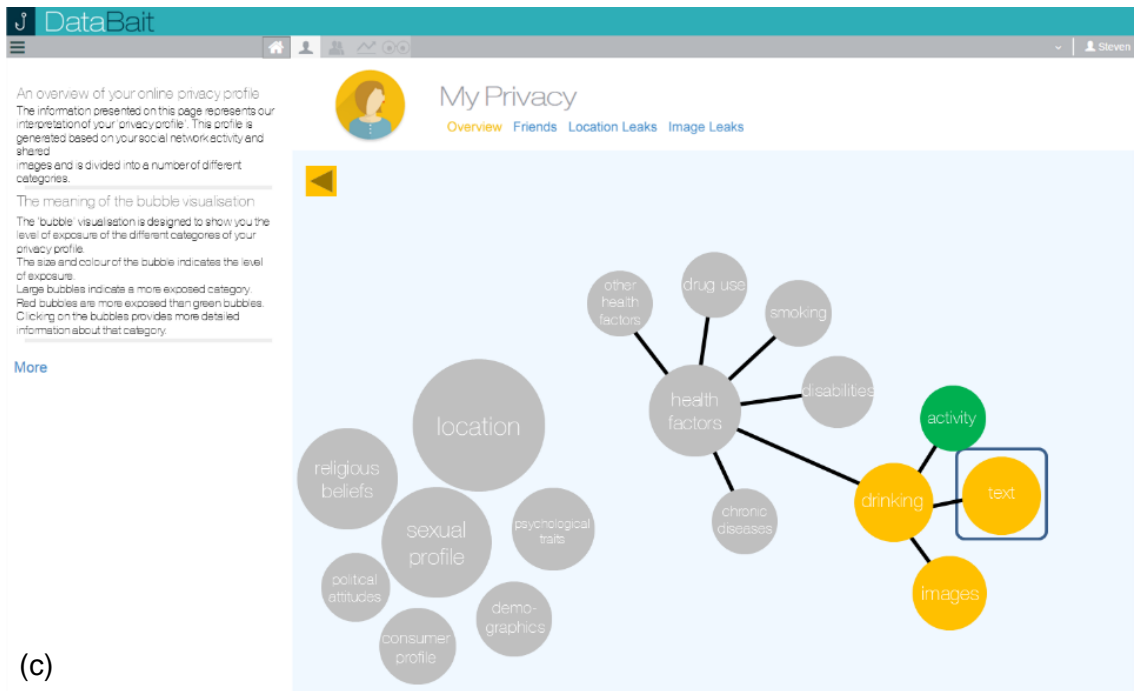 DataBait
Steven
An overview of your online privacy profile
The information presented on this page represents our
interpretation of your 'privacy profile'. This profile is
generated based on your social network activity and
shared
images and is divided into a number of different
categories.
The meaning of the bubble visualisation
The 'bubble' visualisation is designed to show you the
level of exposure of the different categores of your
privacy profile.
The size and colour of the bubble indicates the level
of exposure.
Large bubbles indicate a more exposed category.
Red bubbles are more exposed than green bubbles.
Clicking on the bubbles provides more detailed
information about that category.
More
My Privacy
Overview Friends Location Leaks Image Leaks
other
health
factors
drug use
smoking
disabilities
health
factors
chronic
diseases
activity
drinking
text
images
location
religious
beliefs
sexual
profile
psychological
traits
political
attitudes
demo-
graphics
consumer
profile
(c)